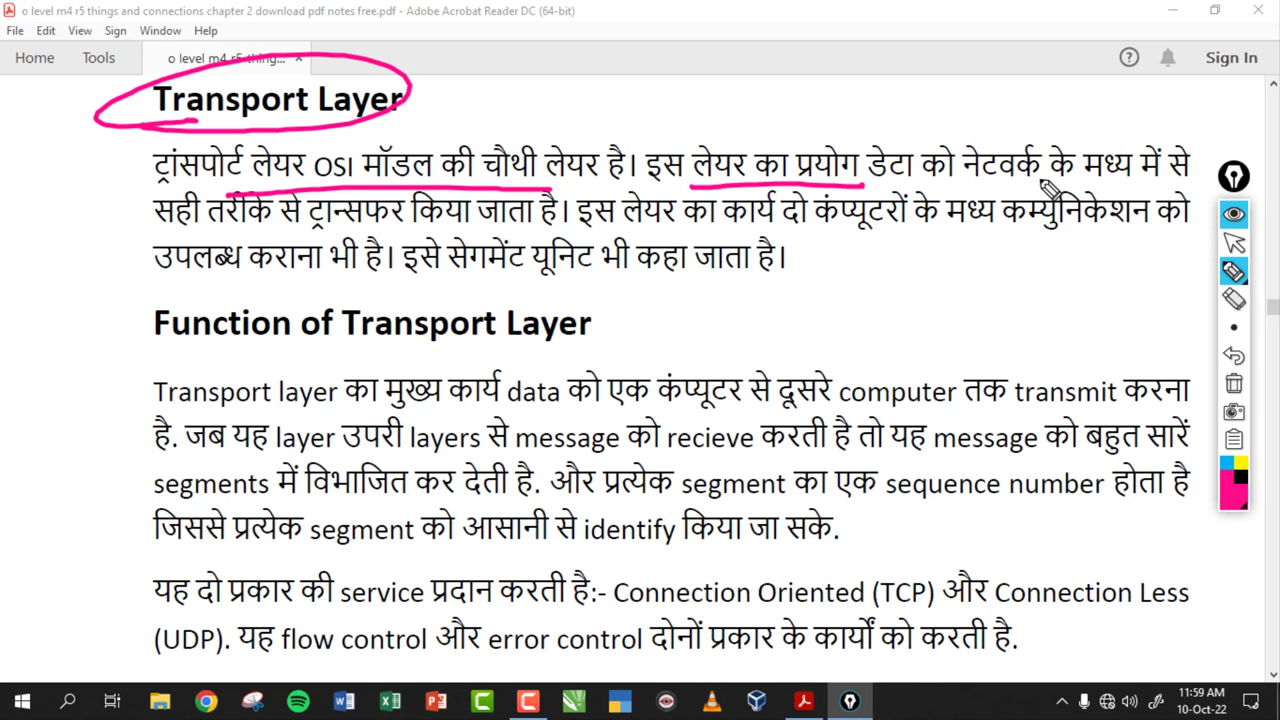 o level m4 r5 things and connections chapter 2 download pdf notes free.pdf - Adobe Acrobat Reader DC (64-bit)
File Edit View Sign Window Help
Home Tools o level m4 r5 thing... × Sign In
Transport Layer
ट्रांसपोर्ट लेयर OSI मॉडल की चौथी लेयर है। इस लेयर का प्रयोग डेटा को नेटवर्क के मध्य में से
सही तरीके से ट्रान्सफर किया जाता है। इस लेयर का कार्य दो कंप्यूटरों के मध्य कम्युनिकेशन को
उपलब्ध कराना भी है। इसे सेगमेंट यूनिट भी कहा जाता है।
Function of Transport Layer
Transport layer का मुख्य कार्य data को एक कंप्यूटर से दूसरे computer तक transmit करना
है. जब यह layer उपरी layers से message को recieve करती है तो यह message को बहुत सारें
segments में विभाजित कर देती है. और प्रत्येक segment का एक sequence number होता है
जिससे प्रत्येक segment को आसानी से identify किया जा सके.
यह दो प्रकार की service प्रदान करती है:- Connection Oriented (TCP) और Connection Less
(UDP). यह flow control और error control दोनों प्रकार के कार्यों को करती है.
11:59 AM
10-Oct-22